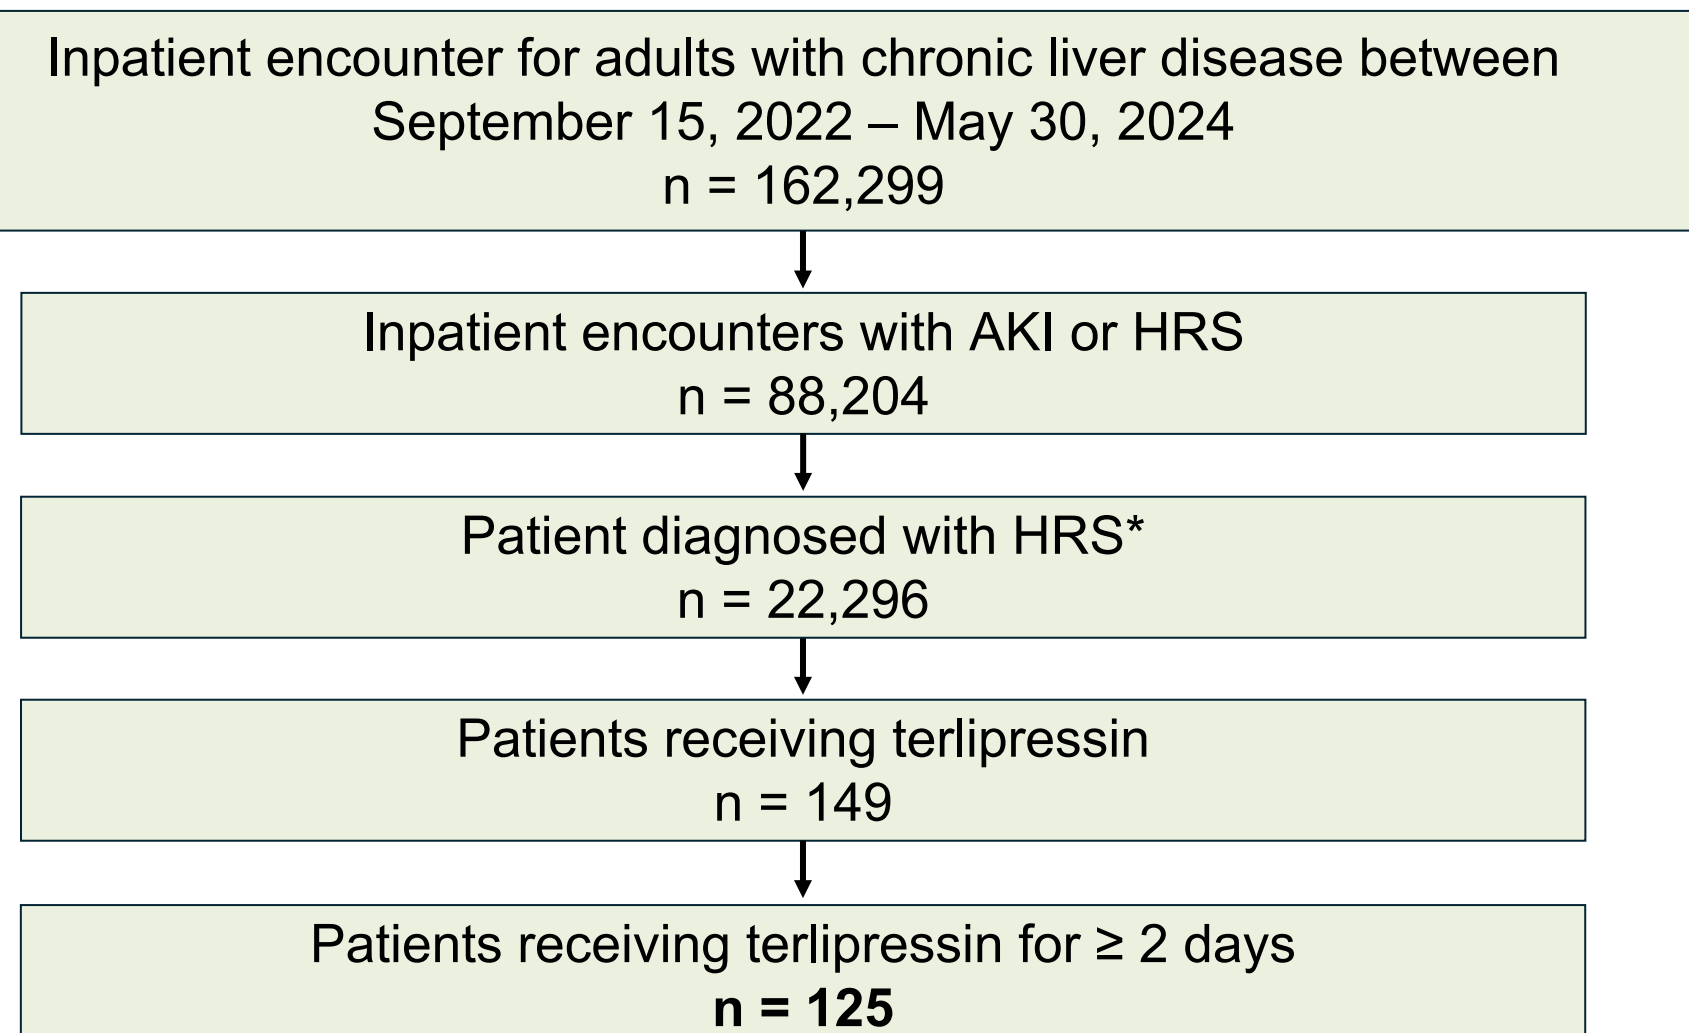 Inpatient encounter for adults with chronic liver disease between
September 15, 2022 – May 30, 2024
n = 162,299
Inpatient encounters with AKI or HRS
n = 88,204
Patient diagnosed with HRS*
n = 22,296
Patients receiving terlipressin
n = 149
Patients receiving terlipressin for ≥ 2 days
n = 125